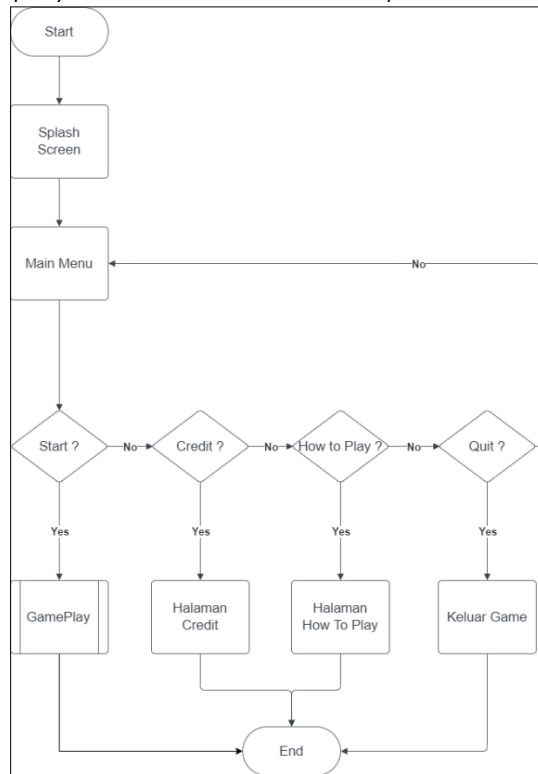 Start
Splash
Screen
Main Menu
No
Start ?
No
Credit ?
No
How to Play ?
No
Quit ?
Yes
Yes
Yes
Yes
GamePlay
Halaman
Credit
Halaman
How To Play
Keluar Game
End